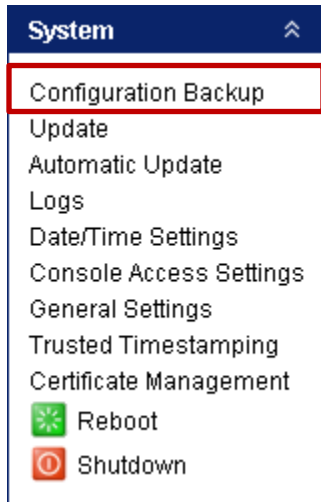 System
Configuration Backup
Update
Automatic Update
Logs
Date/Time Settings
Console Access Settings
General Settings
Trusted Timestamping
Certificate Management
Reboot
Shutdown